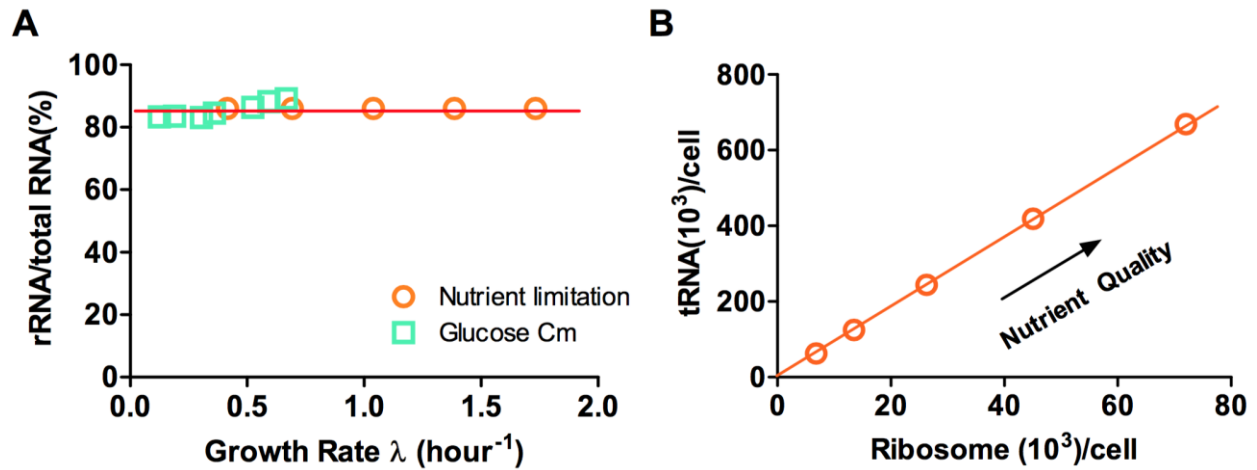 A
rRNA/total RNA(%)
100
80
60
40
20
0
0.0 0.5 1.0 1.5 2.0
Growth Rate λ (hour⁻¹)
Nutrient limitation
Glucose Cm
B
tRNA(10³)/cell
800
600
400
200
0
0 20 40 60 80
Ribosome (10³)/cell
Nutrient Quality